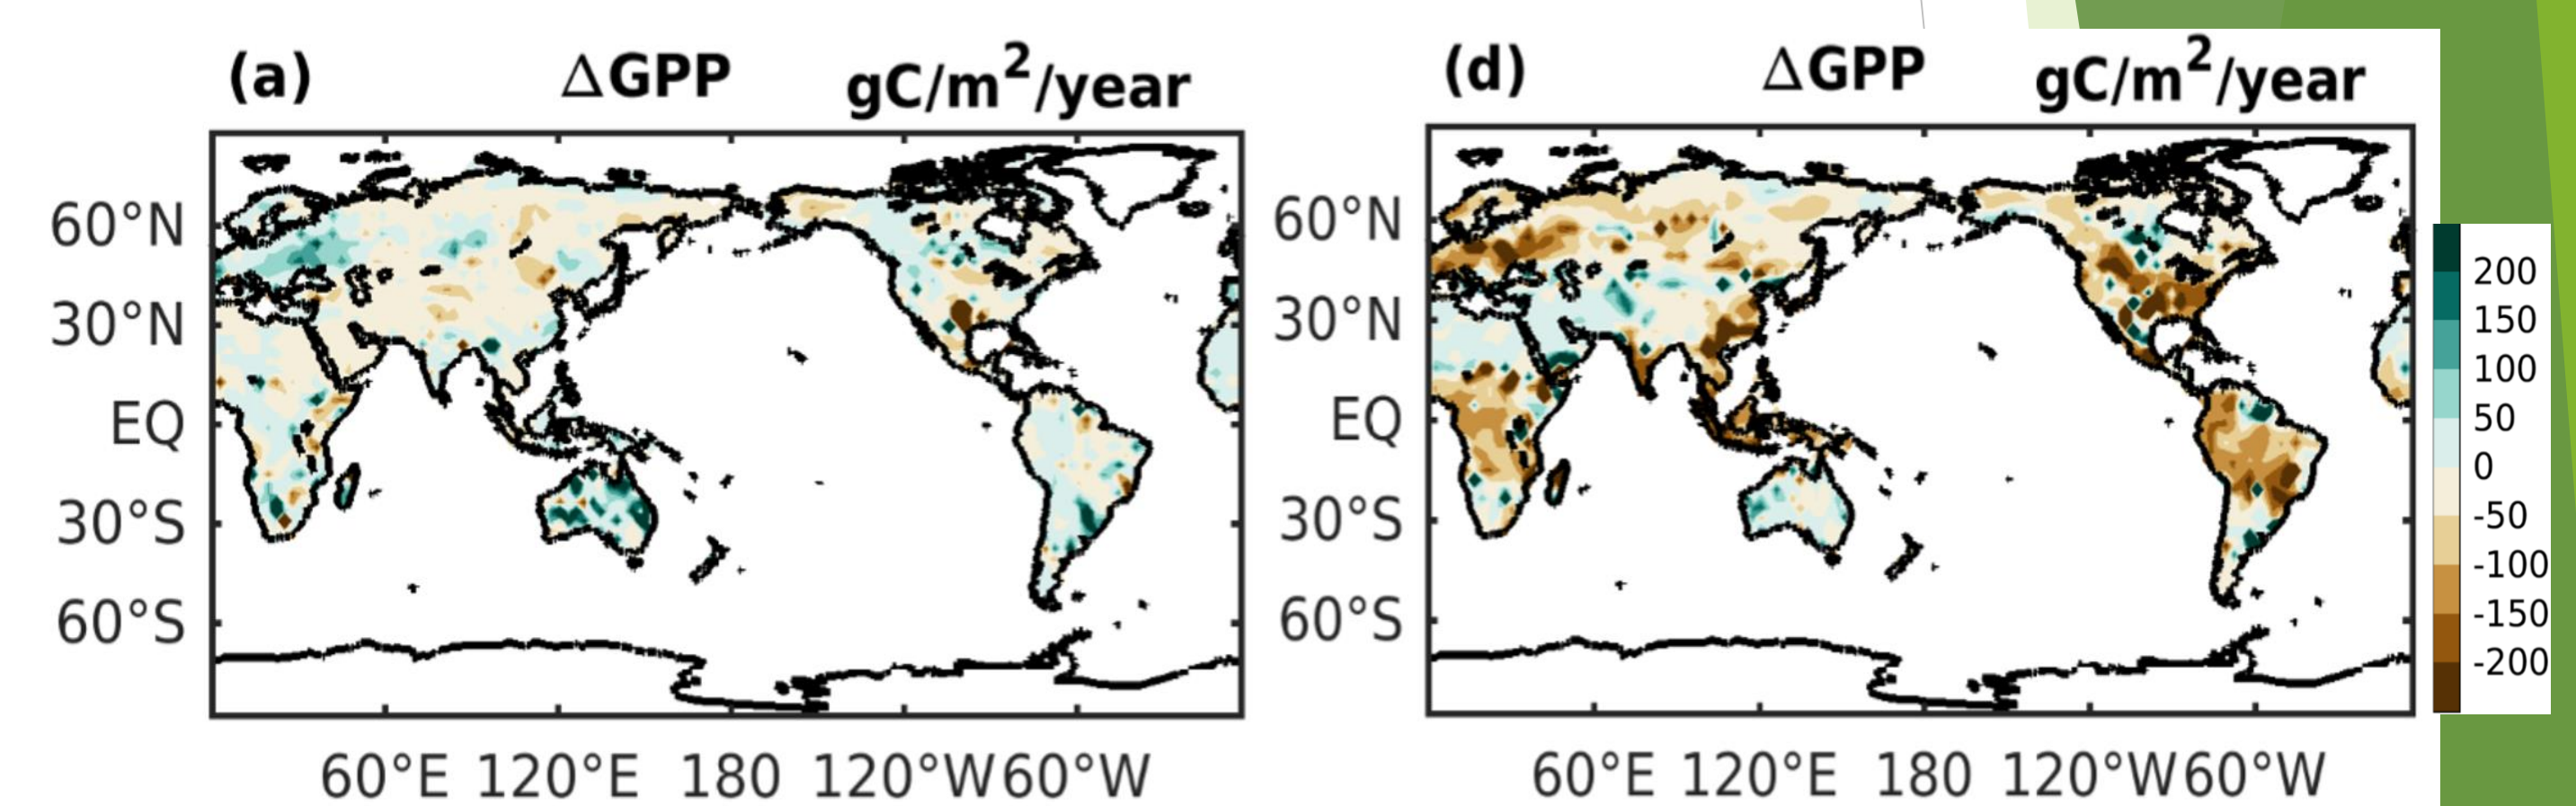 (a) ΔGPP gC/m²/year
60°N
30°N
EQ
30°S
60°S
60°E 120°E 180 120°W 60°W
(d) ΔGPP gC/m²/year
60°N
30°N
EQ
30°S
60°S
60°E 120°E 180 120°W 60°W
200
150
100
50
0
-50
-100
-150
-200